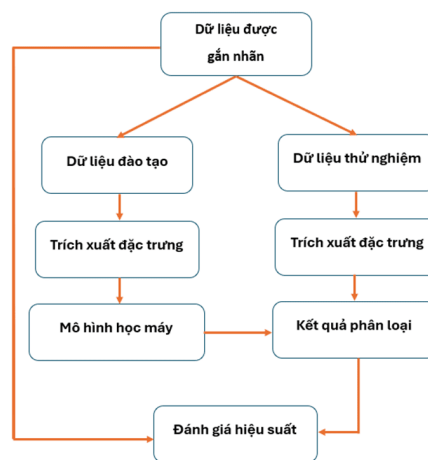 Dữ liệu được
gắn nhãn
Dữ liệu đào tạo
Dữ liệu thử nghiệm
Trích xuất đặc trưng
Trích xuất đặc trưng
Mô hình học máy
Kết quả phân loại
Đánh giá hiệu suất